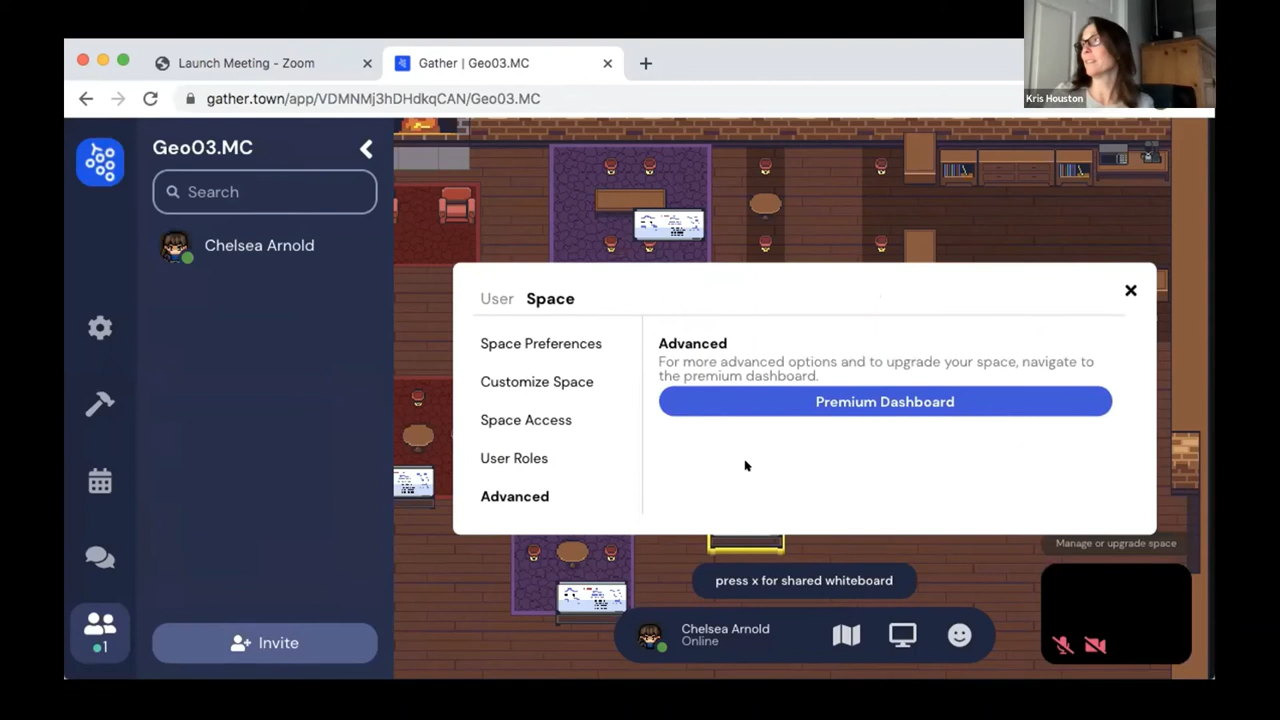 Launch Meeting - Zoom
Gather | Geo03.MC
gather.town/app/VDMNMj3hDHdkqCAN/Geo03.MC
Kris Houston
Geo03.MC
Search
Chelsea Arnold
User Space
Space Preferences
Customize Space
Space Access
User Roles
Advanced
Advanced
For more advanced options and to upgrade your space, navigate to
the premium dashboard.
Premium Dashboard
Manage or upgrade space
press x for shared whiteboard
Chelsea Arnold
Online
1
Invite